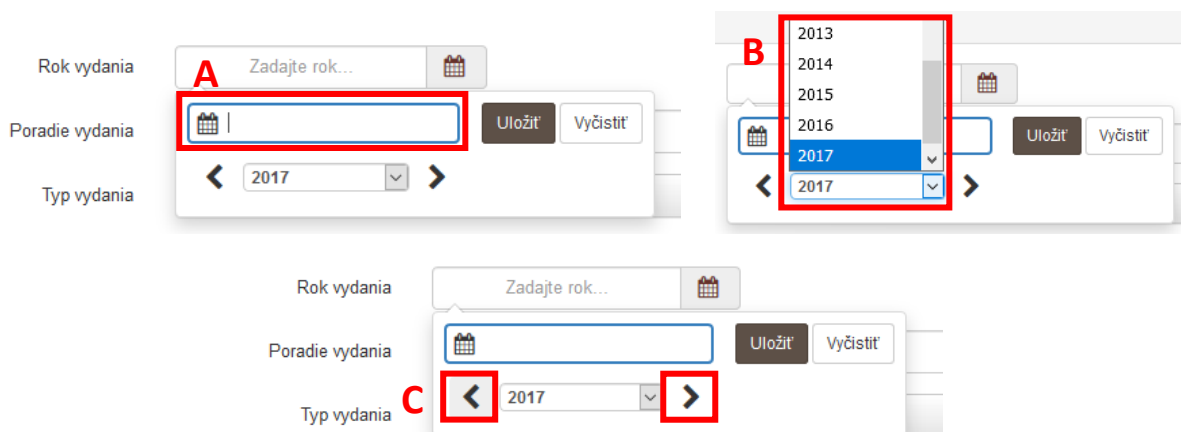 Rok vydania
A
Zadajte rok...
Poradie vydania
Uložiť
Vyčistiť
2017
Typ vydania
B
2013
2014
2015
2016
2017
Uložiť
Vyčistiť
2017
Rok vydania
Zadajte rok...
Poradie vydania
Uložiť
Vyčistiť
C
2017
Typ vydania